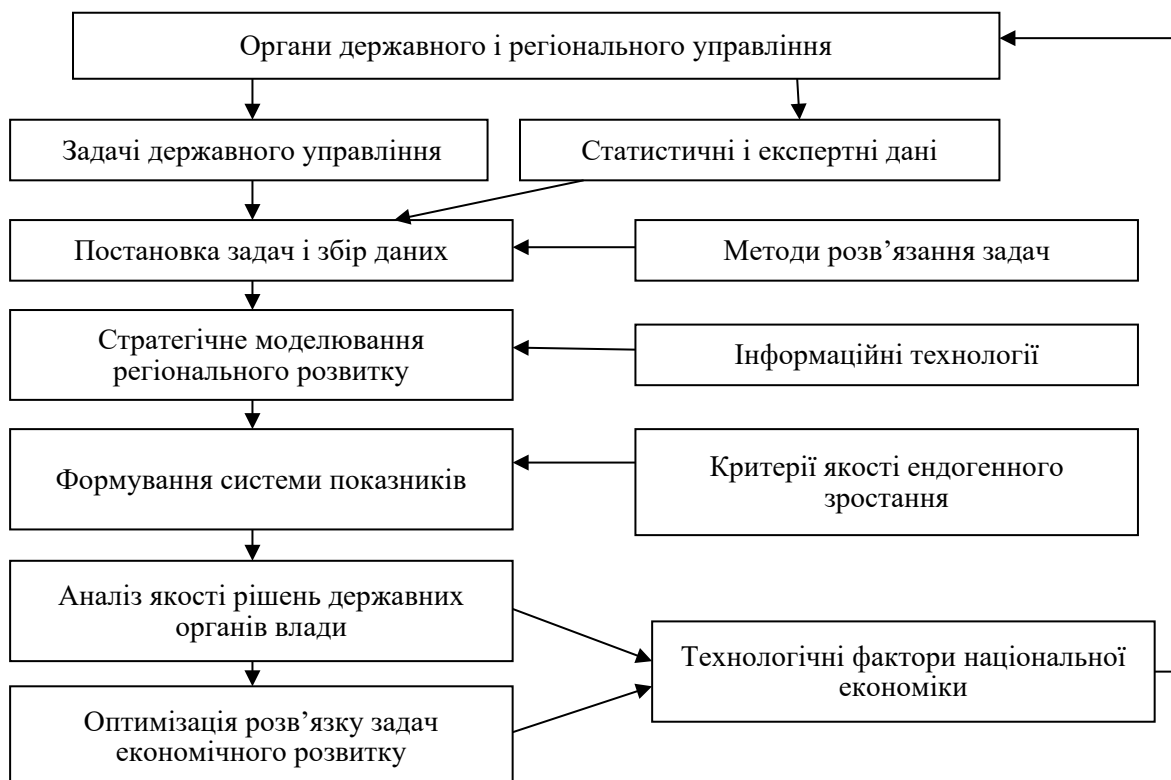 Органи державного і регіонального управління
Задачі державного управління
Статистичні і експертні дані
Постановка задач і збір даних
Методи розв’язання задач
Стратегічне моделювання
регіонального розвитку
Інформаційні технології
Формування системи показників
Критерії якості ендогенного
зростання
Аналіз якості рішень державних
органів влади
Технологічні фактори національної
економіки
Оптимізація розв’язку задач
економічного розвитку